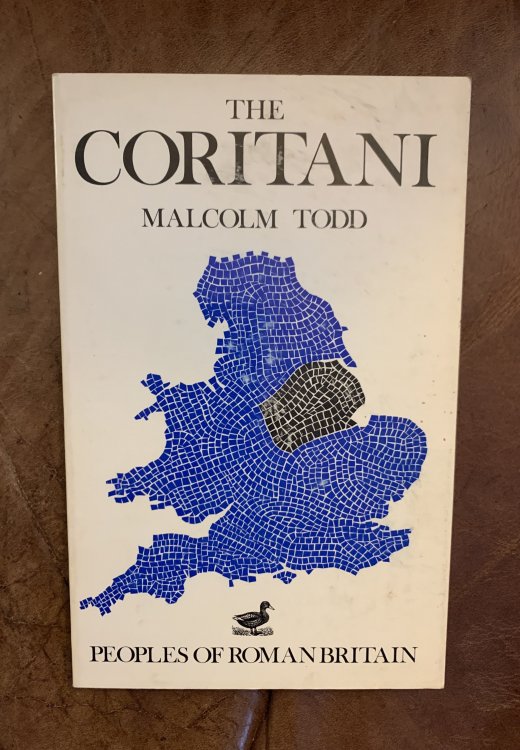 THE
CORITANI
MALCOLM TODD
PEOPLES OF ROMAN BRITAIN